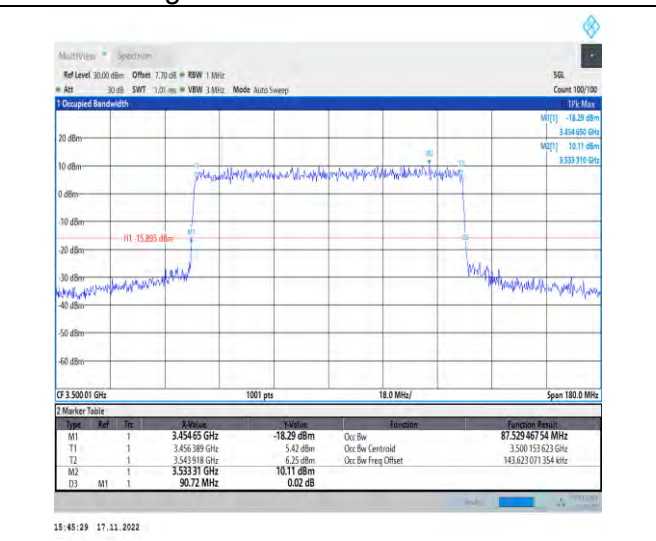 MultiView Spectrum
Ref Level 30.00 dBm Offset 7.70 dB RBW 1 MHz SGL
Att 30 dB SWT 1.01 ms VBW 3 MHz Mode Auto Sweep Count 100/100
1 Occupied Bandwidth 1Pk Max
M1[1] -18.29 dBm
3.454 650 GHz
20 dBm
M2[1] 10.11 dBm
3.533 310 GHz
M2
T1
10 dBm
0 dBm
-10 dBm
M1
H1 -15.895 dBm
D3
-20 dBm
-30 dBm
-40 dBm
-50 dBm
-60 dBm
CF 3.500 01 GHz 1001 pts 18.0 MHz/ Span 180.0 MHz
2 Marker Table
Type Ref Trc X-Value Y-Value Function Function Result
M1 1 3.454 65 GHz -18.29 dBm Occ Bw 87.529 467 54 MHz
T1 1 3.456 389 GHz 5.42 dBm Occ Bw Centroid 3.500 153 623 GHz
T2 1 3.543 918 GHz 6.25 dBm Occ Bw Freq Offset 143.623 071 354 kHz
M2 1 3.533 31 GHz 10.11 dBm
D3 M1 1 90.72 MHz 0.02 dB
15:45:29 17.11.2022